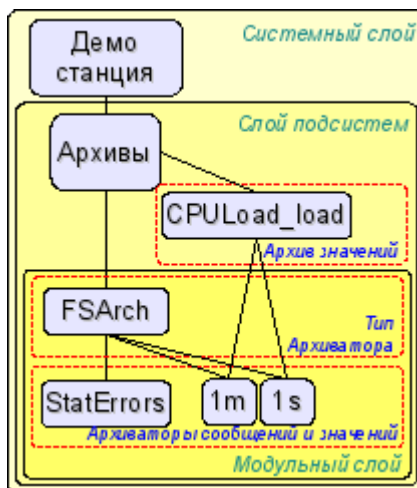 Системный слой
Демо
станция
Слой подсистем
Архивы
CPULoad_load
Архив значений
FSArch
Тип
Архиватора
StatErrors
1m
1s
Архиваторы сообщений и значений
Модульный слой